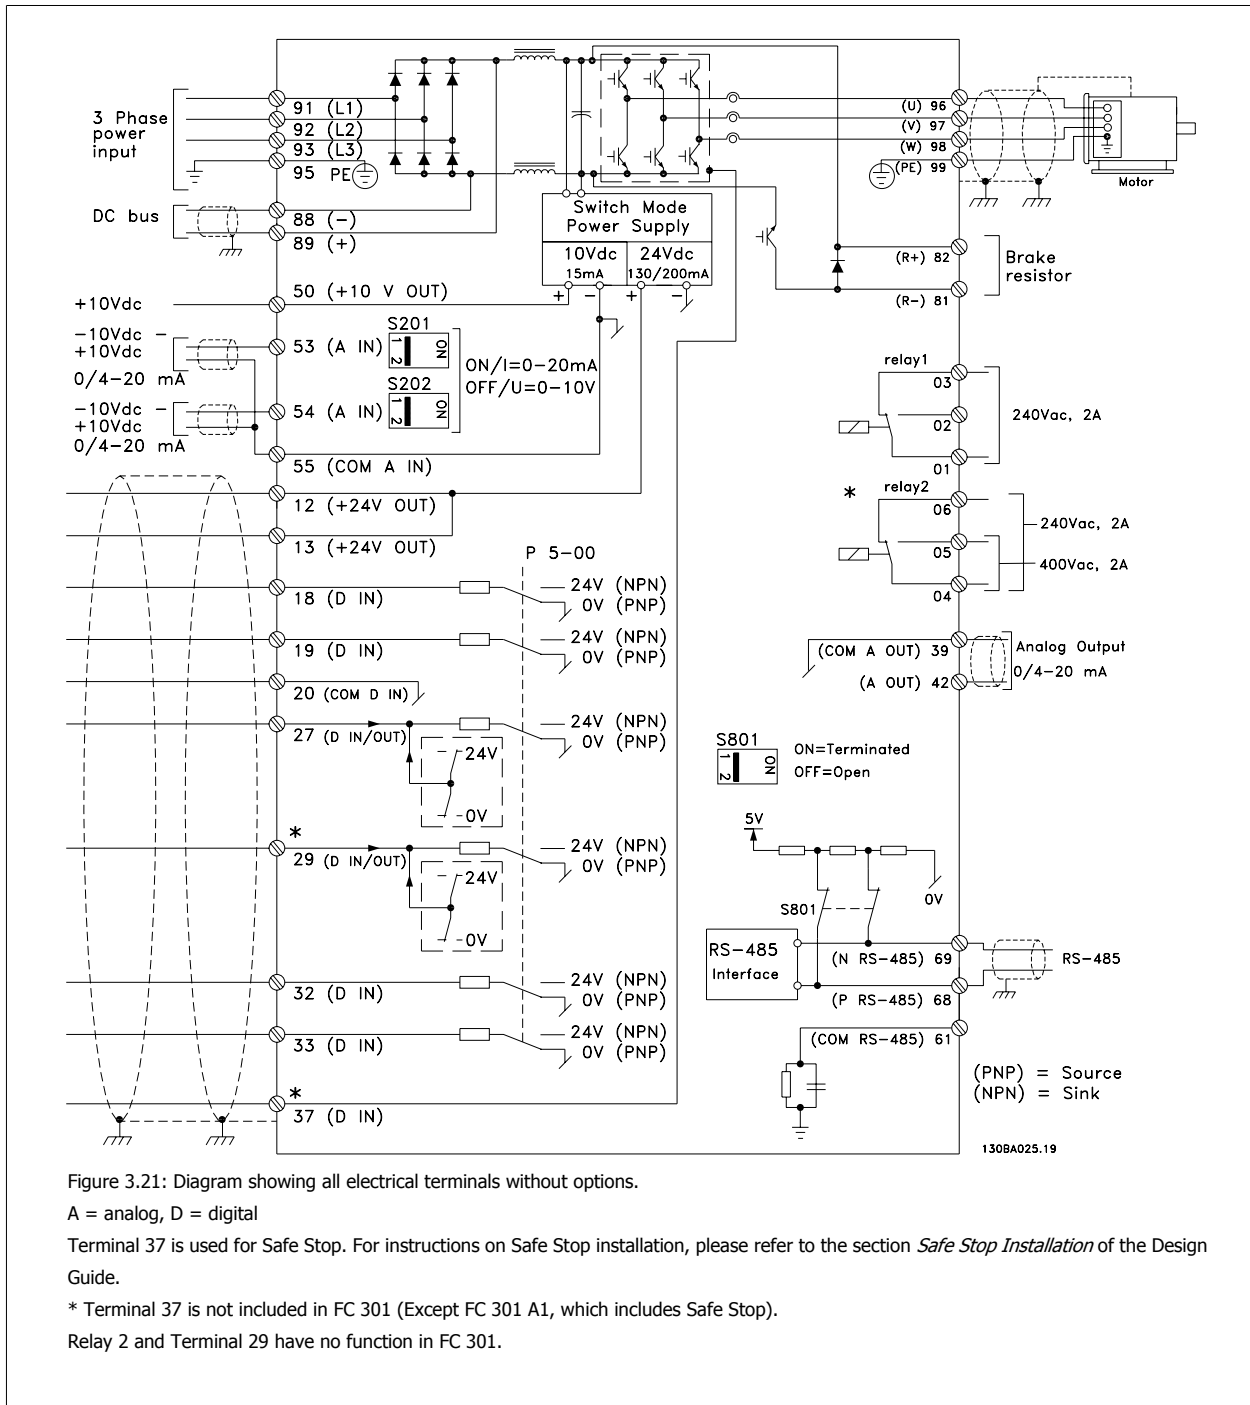 3 Phase
power
input
91 (L1)
92 (L2)
93 (L3)
95 PE
DC bus
88 (-)
89 (+)
Switch Mode
Power Supply
10Vdc
15mA
24Vdc
130/200mA
+ - + -
(U) 96
(V) 97
(W) 98
(PE) 99
Motor
(R+) 82
(R-) 81
Brake
resistor
+10Vdc
50 (+10 V OUT)
-10Vdc -
+10Vdc
0/4-20 mA
53 (A IN)
S201
1
2
ON
ON/I=0-20mA
OFF/U=0-10V
-10Vdc -
+10Vdc
0/4-20 mA
54 (A IN)
S202
1
2
ON
55 (COM A IN)
12 (+24V OUT)
13 (+24V OUT)
P 5-00
18 (D IN)
24V (NPN)
0V (PNP)
19 (D IN)
24V (NPN)
0V (PNP)
20 (COM D IN)
27 (D IN/OUT)
24V (NPN)
0V (PNP)
24V
0V
*
29 (D IN/OUT)
24V (NPN)
0V (PNP)
24V
0V
32 (D IN)
24V (NPN)
0V (PNP)
33 (D IN)
24V (NPN)
0V (PNP)
*
37 (D IN)
relay1
03
02
01
240Vac, 2A
*
relay2
06
05
04
240Vac, 2A
400Vac, 2A
(COM A OUT) 39
(A OUT) 42
Analog Output
0/4-20 mA
S801
1
2
ON
ON=Terminated
OFF=Open
5V
0V
S801
RS-485
Interface
(N RS-485) 69
(P RS-485) 68
(COM RS-485) 61
RS-485
(PNP) = Source
(NPN) = Sink
130BA025.19
Figure 3.21: Diagram showing all electrical terminals without options.
A = analog, D = digital
Terminal 37 is used for Safe Stop. For instructions on Safe Stop installation, please refer to the section Safe Stop Installation of the Design
Guide.
* Terminal 37 is not included in FC 301 (Except FC 301 A1, which includes Safe Stop).
Relay 2 and Terminal 29 have no function in FC 301.